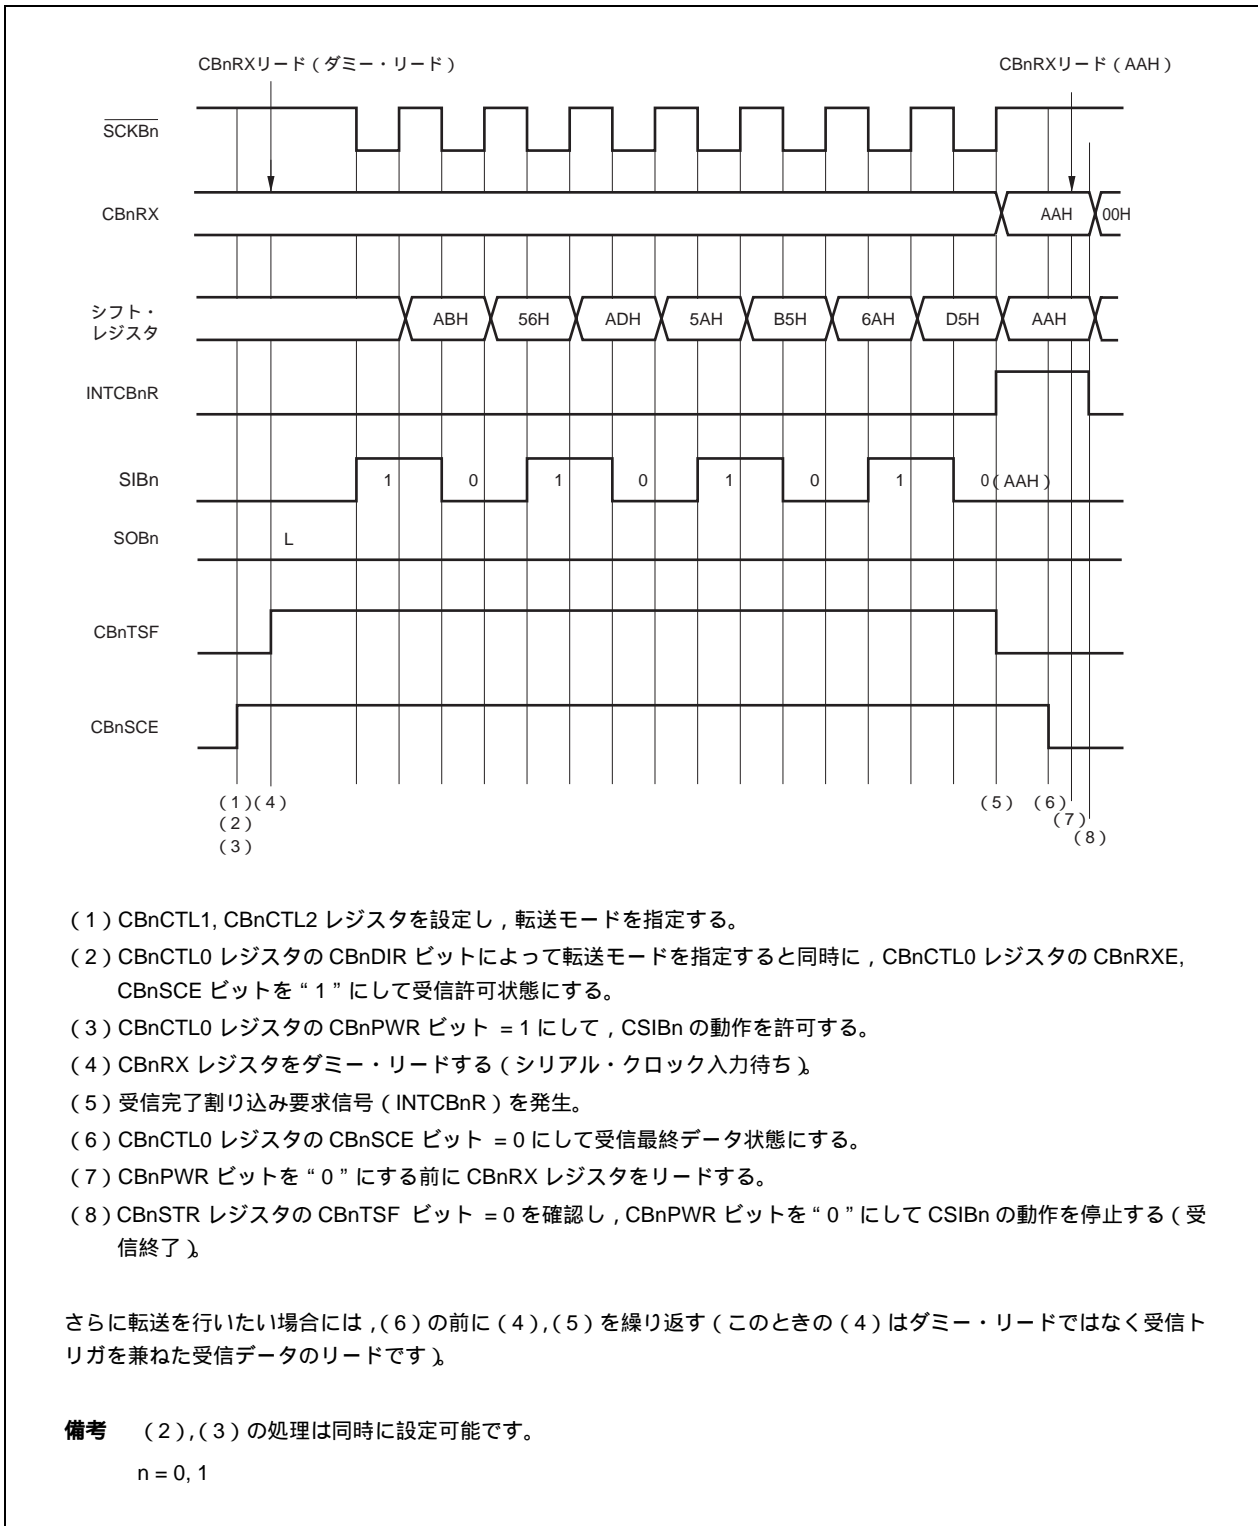 CBnRXリード（ダミー・リード）
CBnRXリード（AAH）
SCKBn
CBnRX
AAH
00H
シフト・
レジスタ
ABH
56H
ADH
5AH
B5H
6AH
D5H
AAH
INTCBnR
SIBn
1
0
1
0
1
0
1
0（AAH）
SOBn
L
CBnTSF
CBnSCE
（1）（4）
（5）
（6）
（2）
（7）
（3）
（8）
（1）CBnCTL1, CBnCTL2 レジスタを設定し，転送モードを指定する。
（2）CBnCTL0 レジスタの CBnDIR ビットによって転送モードを指定すると同時に，CBnCTL0 レジスタの CBnRXE,
CBnSCE ビットを“1”にして受信許可状態にする。
（3）CBnCTL0 レジスタの CBnPWR ビット =1 にして，CSIBn の動作を許可する。
（4）CBnRX レジスタをダミー・リードする（シリアル・クロック入力待ち）。
（5）受信完了割り込み要求信号（INTCBnR）を発生。
（6）CBnCTL0 レジスタの CBnSCE ビット =0 にして受信最終データ状態にする。
（7）CBnPWR ビットを“0”にする前に CBnRX レジスタをリードする。
（8）CBnSTR レジスタの CBnTSF ビット =0 を確認し，CBnPWR ビットを“0”にして CSIBn の動作を停止する（受
信終了）。
さらに転送を行いたい場合には，（6）の前に（4），（5）を繰り返す（このときの（4）はダミー・リードではなく受信ト
リガを兼ねた受信データのリードです）。
備考　（2），（3）の処理は同時に設定可能です。
n = 0, 1